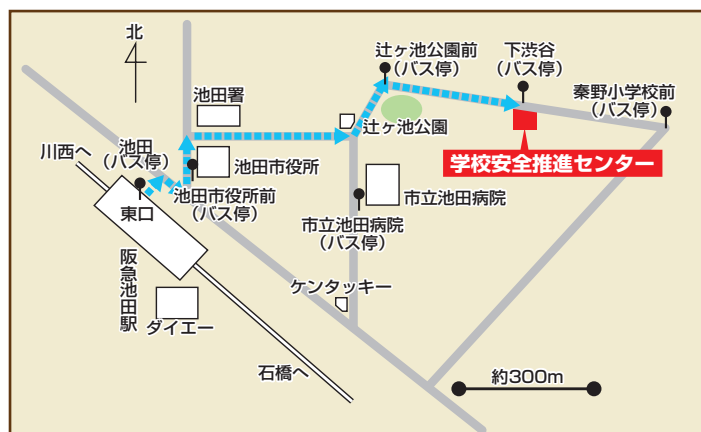 北
辻ヶ池公園前
(バス停)
下渋谷
(バス停)
秦野小学校前
(バス停)
池田署
辻ヶ池公園
池田
(バス停)
川西へ
池田市役所
学校安全推進センター
東口
池田市役所前
(バス停)
市立池田病院
市立池田病院
(バス停)
阪急池田駅
ケンタッキー
ダイエー
石橋へ
約300m